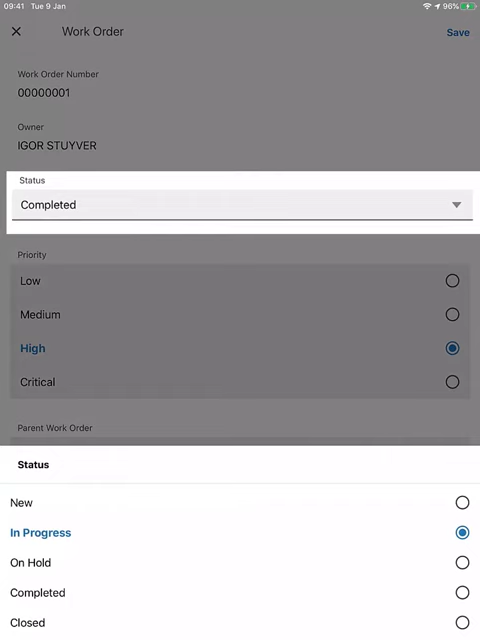 09:41 Tue 9 Jan 96%
Work Order Save
Work Order Number
00000001
Owner
IGOR STUYVER
Status
Completed
Priority
Low
Medium
High
Critical
Parent Work Order
Status
New
In Progress
On Hold
Completed
Closed